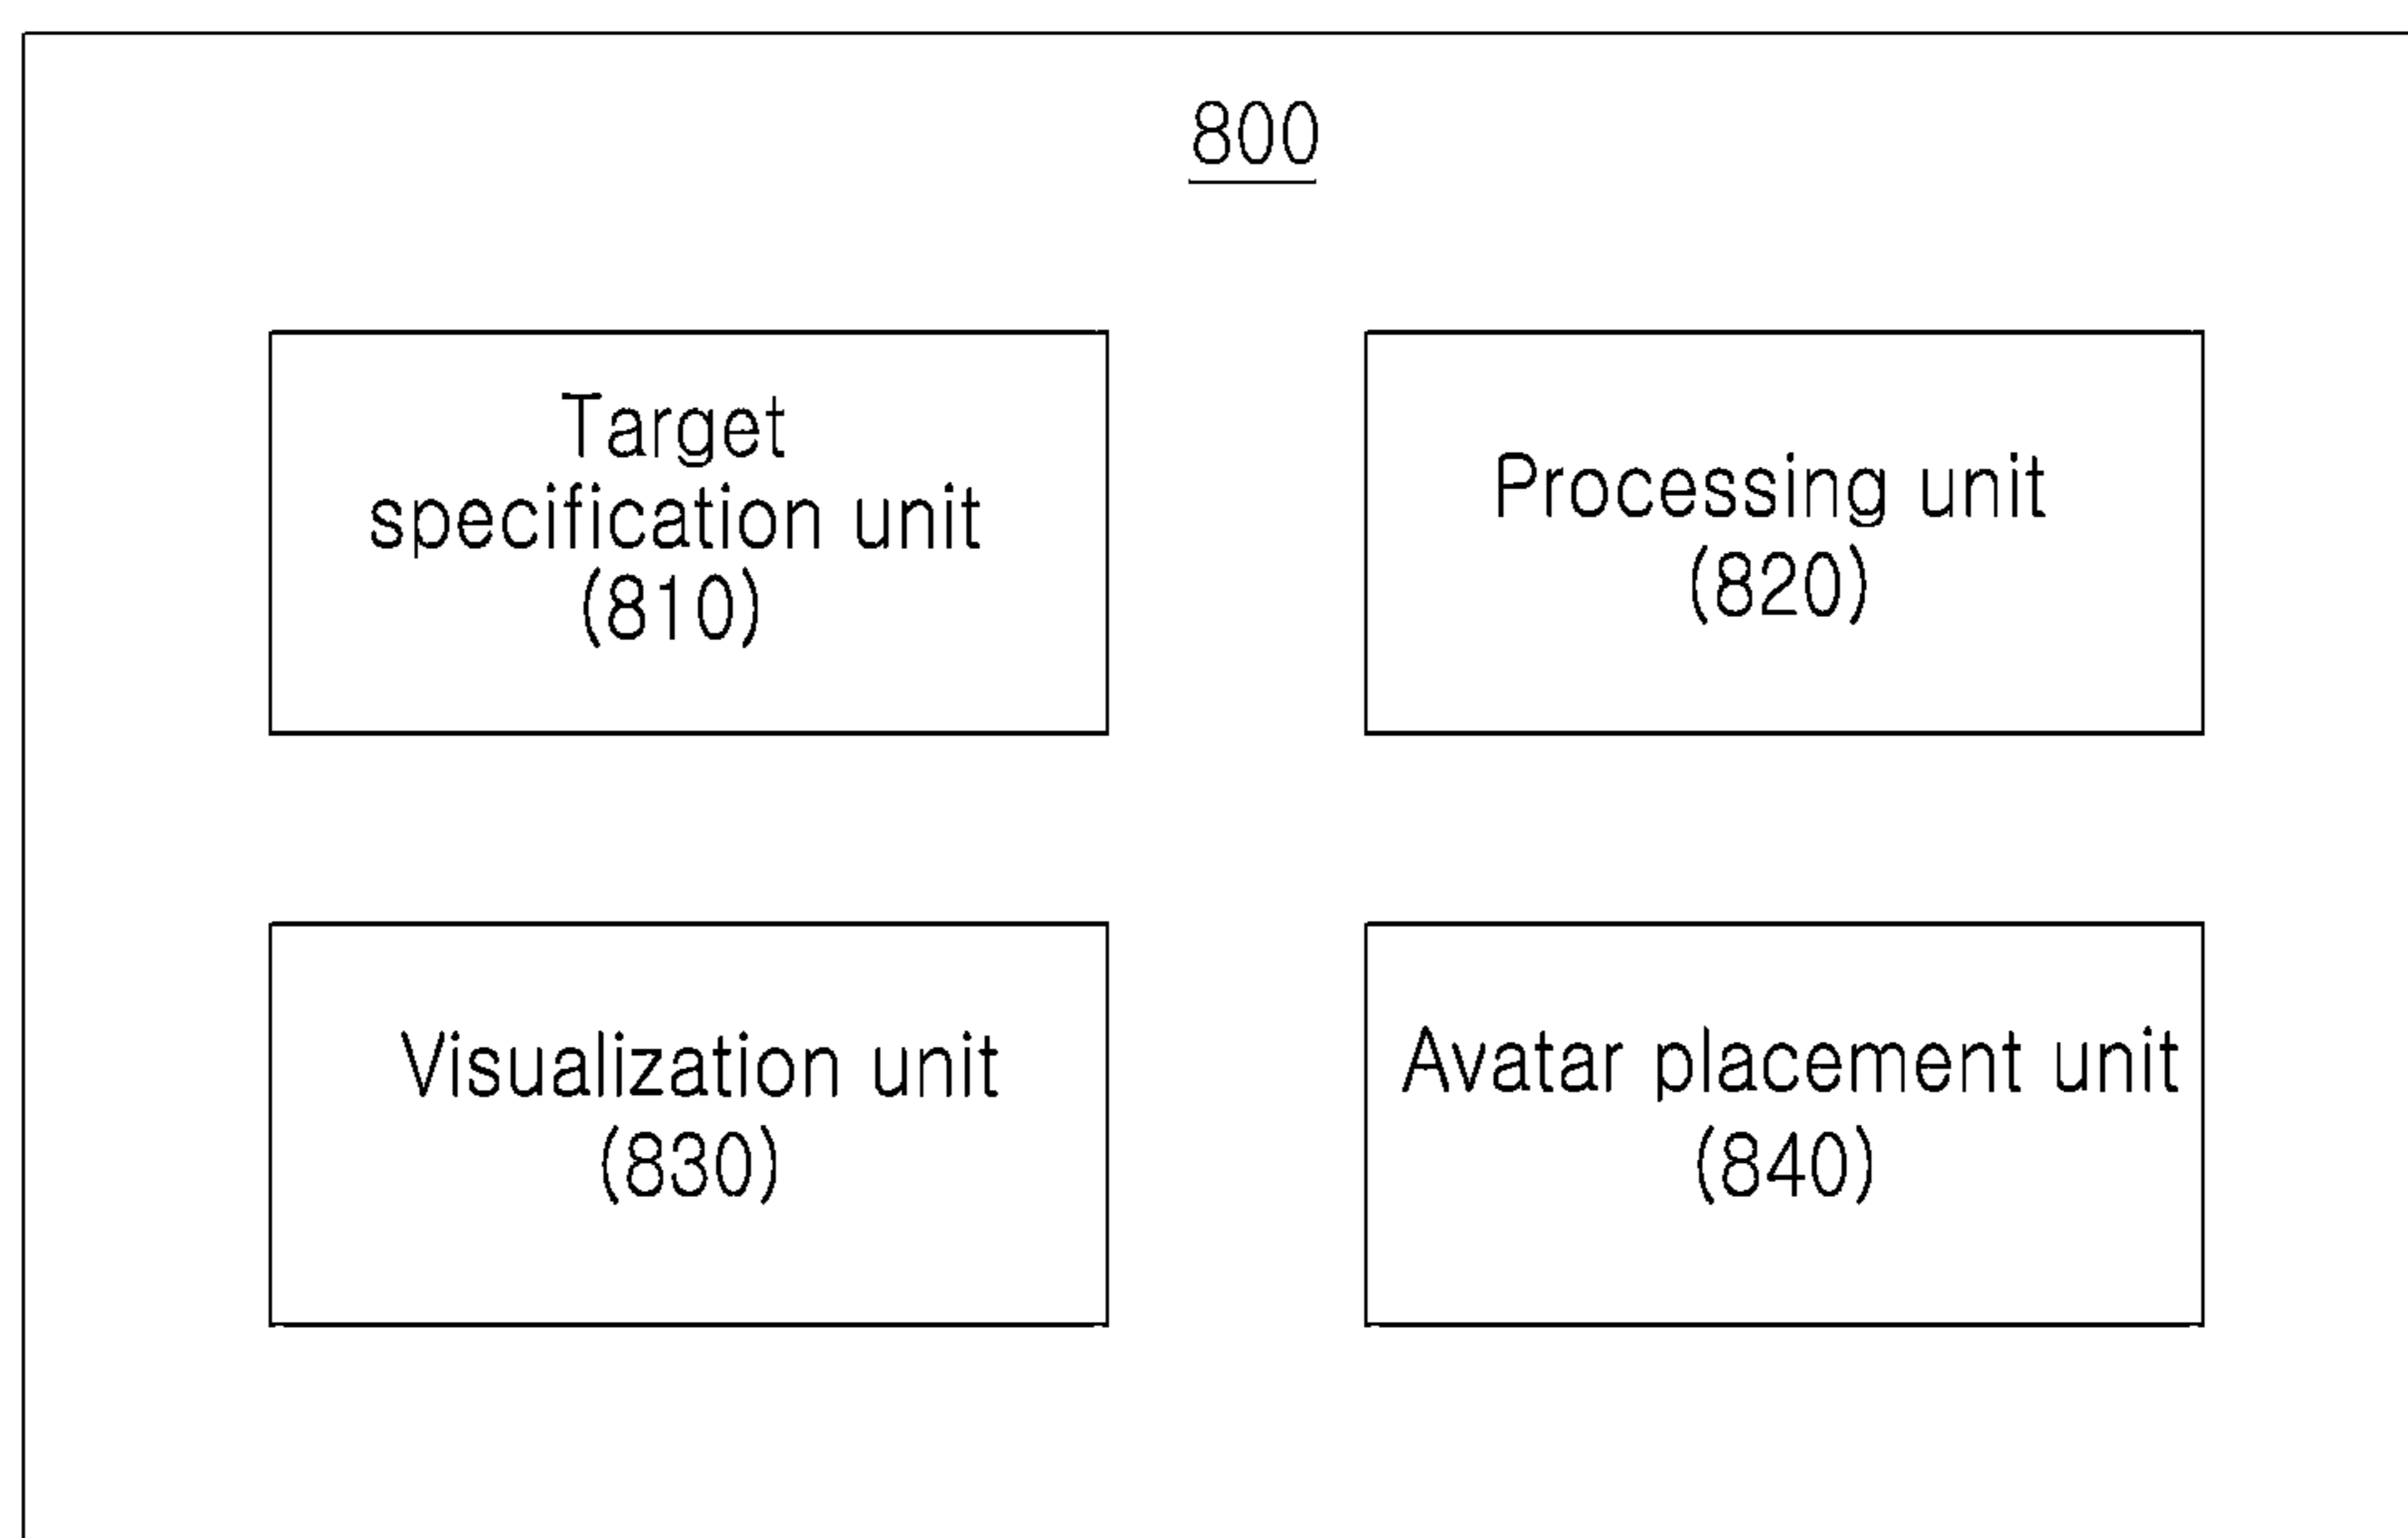 800
Target
specification unit
(810)
Processing unit
(820)
Visualization unit
(830)
Avatar placement unit
(840)